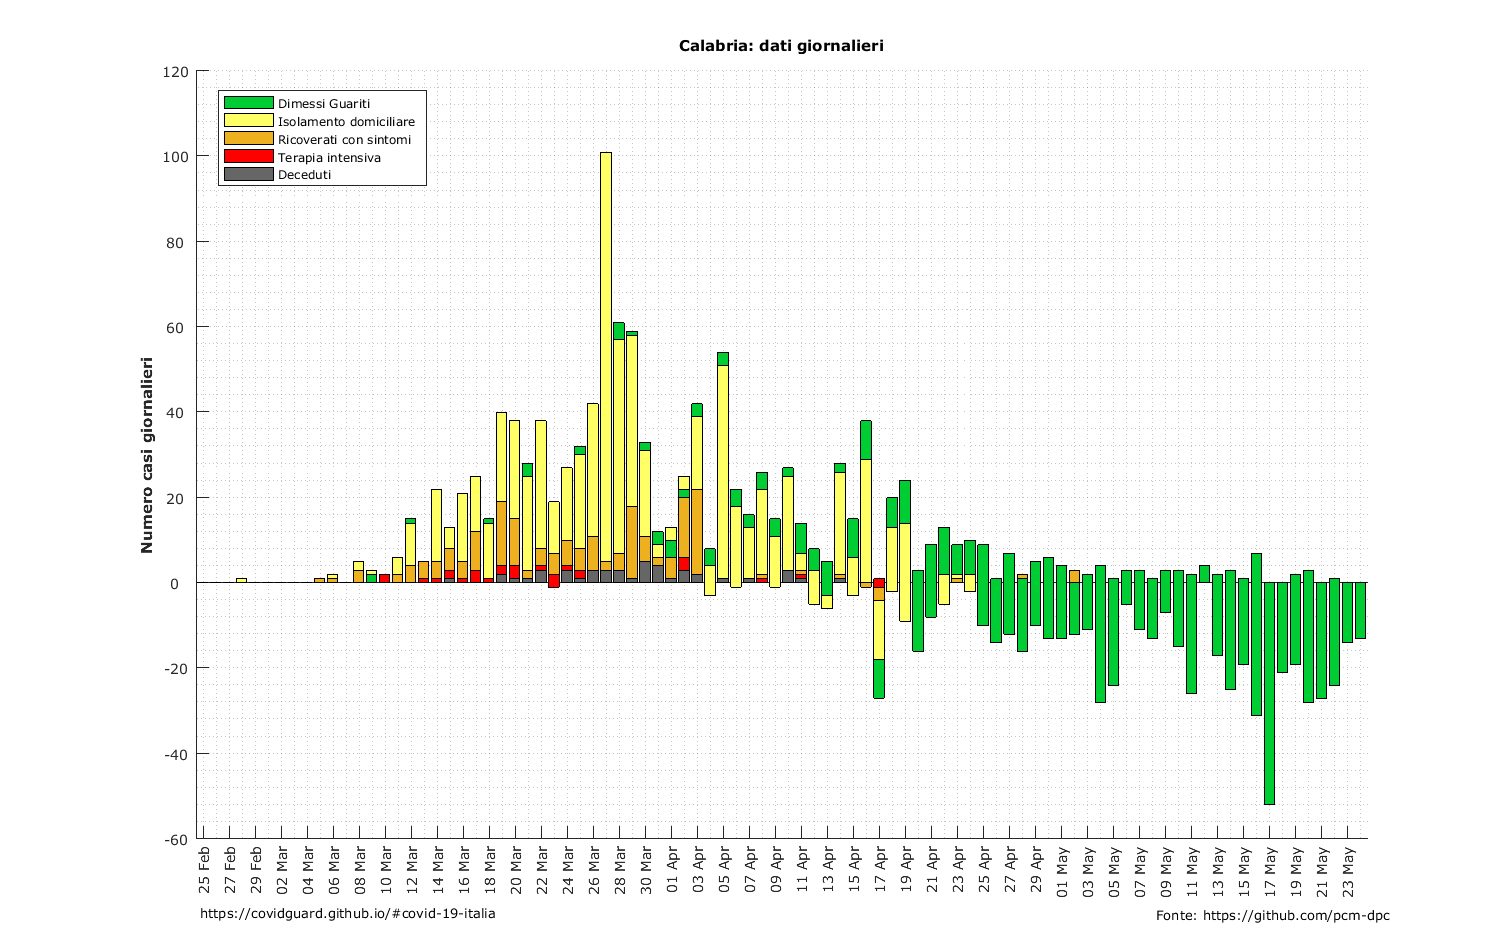 Calabria: dati giornalieri
120
100
80
60
40
20
0
-20
-40
-60
Numero casi giornalieri
Dimessi Guariti
Isolamento domiciliare
Ricoverati con sintomi
Terapia intensiva
Deceduti
25 Feb
27 Feb
29 Feb
02 Mar
04 Mar
06 Mar
08 Mar
10 Mar
12 Mar
14 Mar
16 Mar
18 Mar
20 Mar
22 Mar
24 Mar
26 Mar
28 Mar
30 Mar
01 Apr
03 Apr
05 Apr
07 Apr
09 Apr
11 Apr
13 Apr
15 Apr
17 Apr
19 Apr
21 Apr
23 Apr
25 Apr
27 Apr
29 Apr
01 May
03 May
05 May
07 May
09 May
11 May
13 May
15 May
17 May
19 May
21 May
23 May
https://covidguard.github.io/#covid-19-italia
Fonte: https://github.com/pcm-dpc